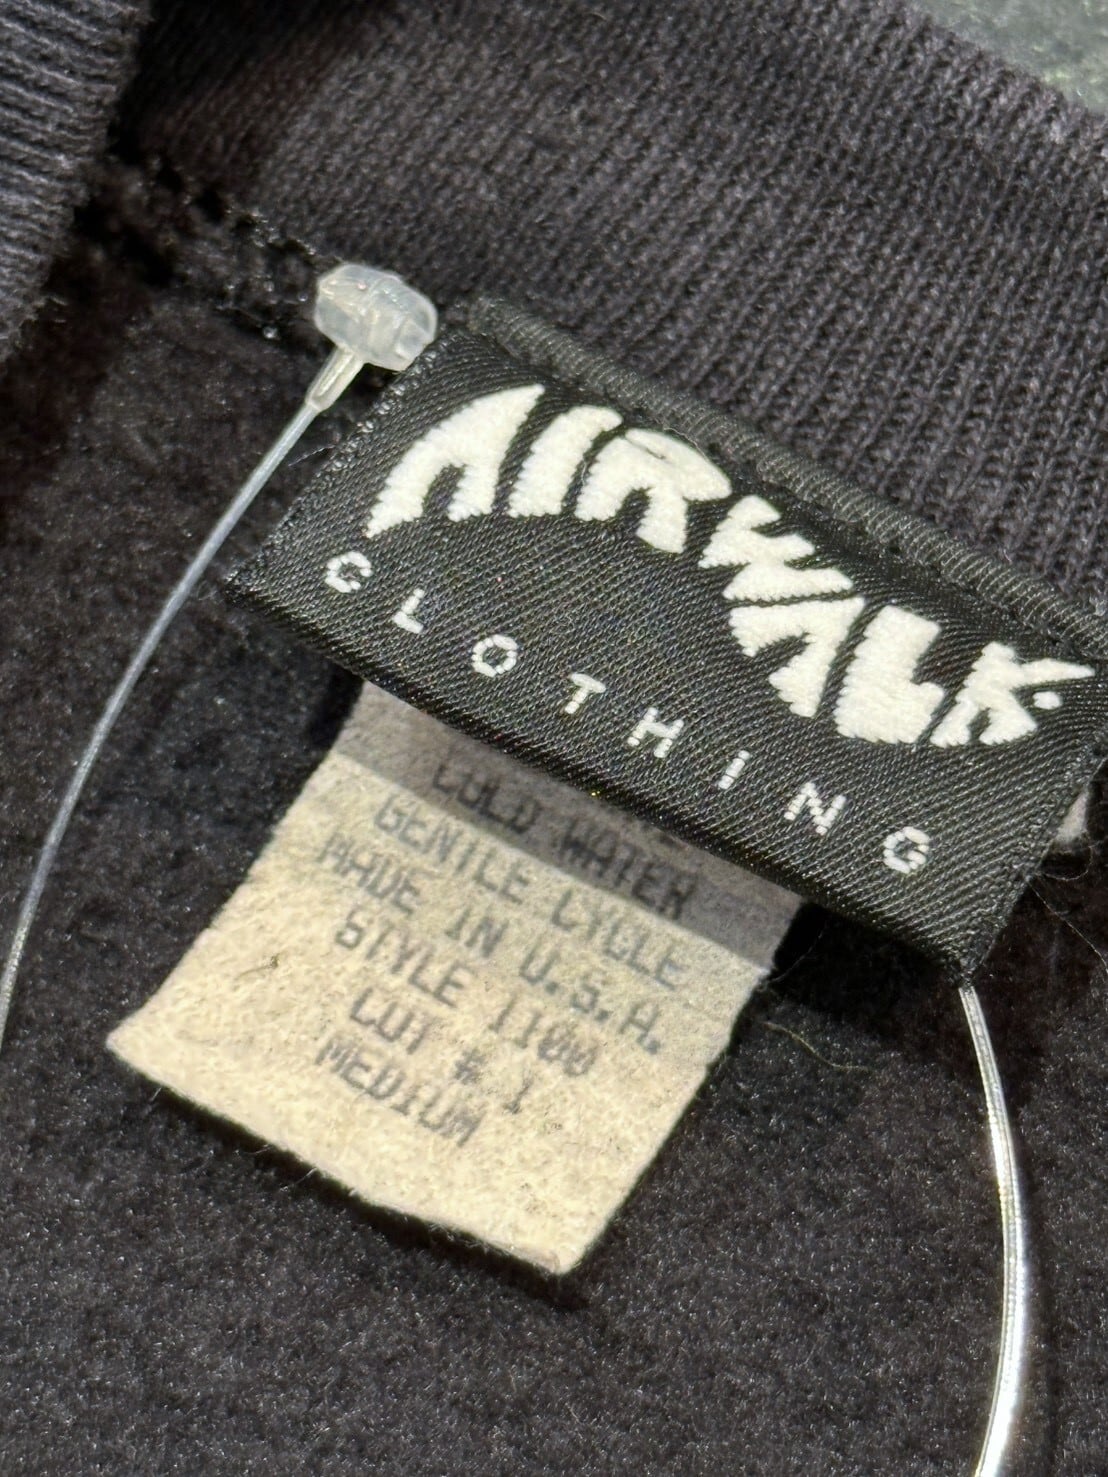 AIRWALK
CLOTHING
COLD WATER
GENTLE CYCLE
MADE IN U.S.A.
STYLE 1100
CUT # 1
MEDIUM